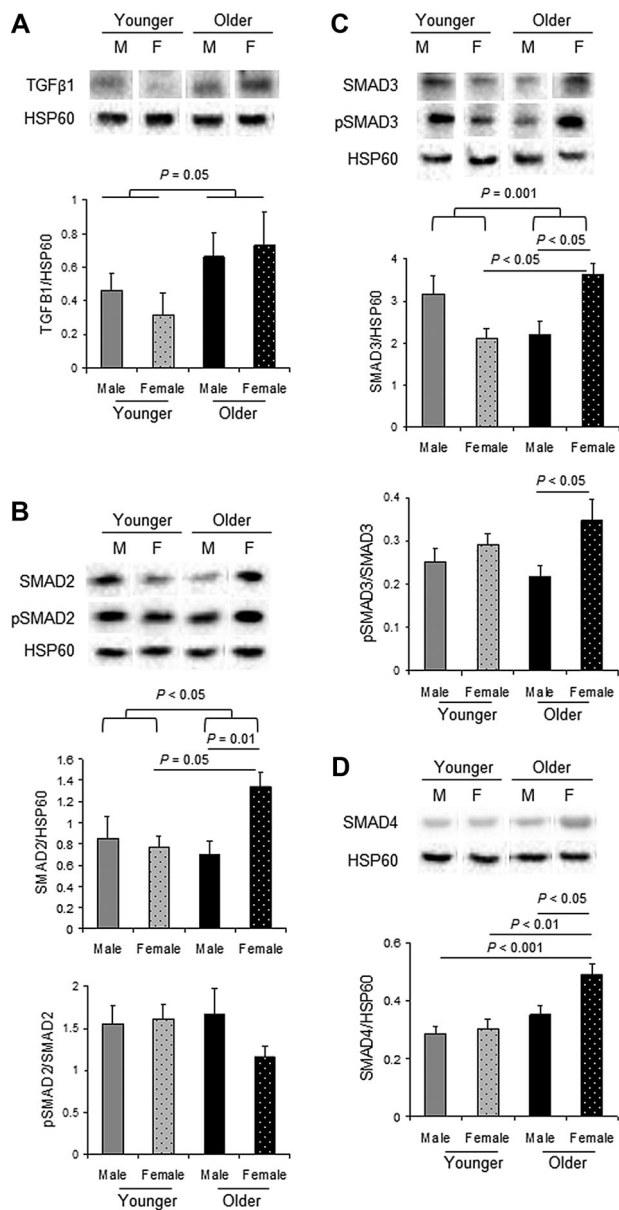 A
Younger Older
M F M F
TGFβ1
HSP60
P = 0.05
TGFB1/HSP60
1
0.8
0.6
0.4
0.2
0
Male Female Male Female
Younger Older
B
Younger Older
M F M F
SMAD2
pSMAD2
HSP60
P < 0.05
P = 0.01
P = 0.05
SMAD2/HSP60
1.6
1.4
1.2
1
0.8
0.6
0.4
0.2
0
Male Female Male Female
pSMAD2/SMAD2
2
1.5
1
0.5
0
Male Female Male Female
Younger Older
C
Younger Older
M F M F
SMAD3
pSMAD3
HSP60
P = 0.001
P < 0.05
P < 0.05
SMAD3/HSP60
4
3
2
1
0
Male Female Male Female
P < 0.05
pSMAD3/SMAD3
0.4
0.3
0.2
0.1
0
Male Female Male Female
Younger Older
D
Younger Older
M F M F
SMAD4
HSP60
P < 0.05
P < 0.01
P < 0.001
SMAD4/HSP60
0.6
0.4
0.2
0
Male Female Male Female
Younger Older